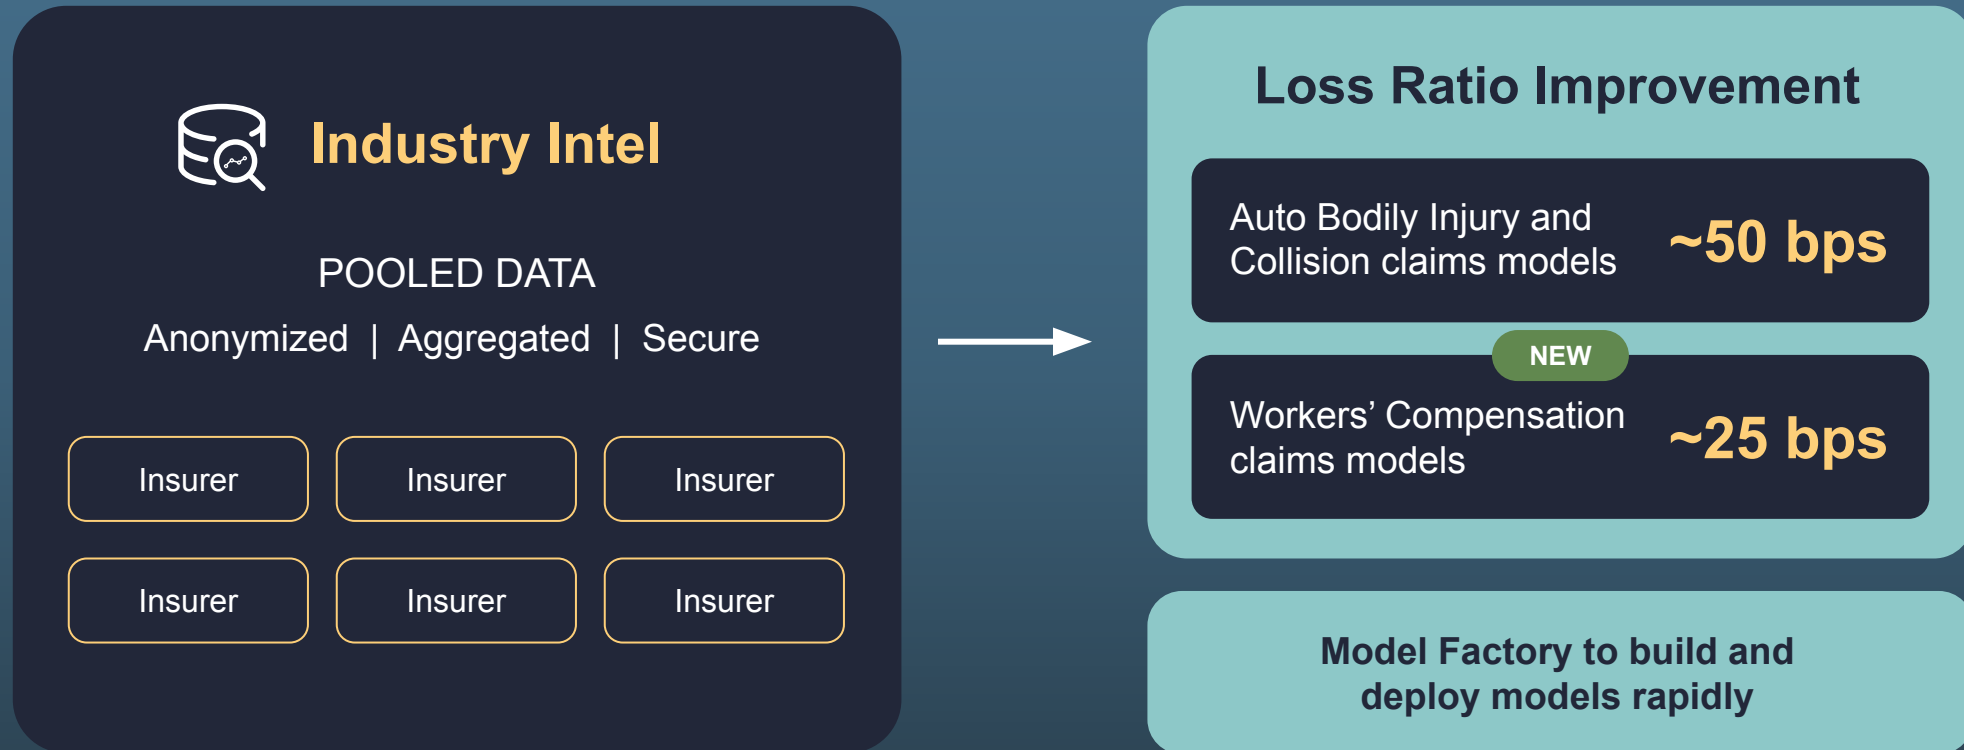 Industry Intel
POOLED DATA
Anonymized | Aggregated | Secure
Insurer
Insurer
Insurer
Insurer
Insurer
Insurer
Loss Ratio Improvement
Auto Bodily Injury and
Collision claims models
~50 bps
NEW
Workers’ Compensation
claims models
~25 bps
Model Factory to build and
deploy models rapidly